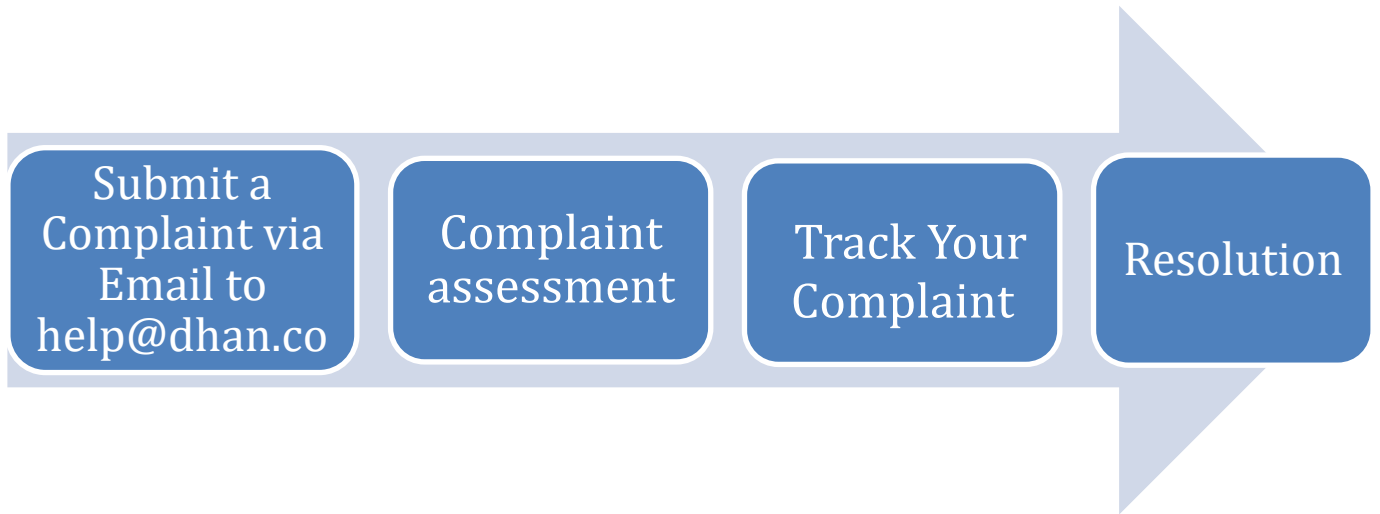 Submit a
Complaint via
Email to
help@dhan.co
Complaint
assessment
Track Your
Complaint
Resolution